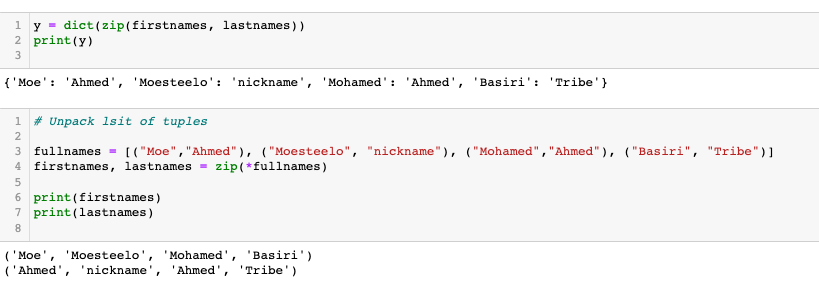 1 y = dict(zip(firstnames, lastnames))
2 print(y)
3
{'Moe': 'Ahmed', 'Moesteelo': 'nickname', 'Mohamed': 'Ahmed', 'Basiri': 'Tribe'}
1 # Unpack lsit of tuples
2
3 fullnames = [("Moe","Ahmed"), ("Moesteelo", "nickname"), ("Mohamed","Ahmed"), ("Basiri", "Tribe")]
4 firstnames, lastnames = zip(*fullnames)
5
6 print(firstnames)
7 print(lastnames)
8
('Moe', 'Moesteelo', 'Mohamed', 'Basiri')
('Ahmed', 'nickname', 'Ahmed', 'Tribe')